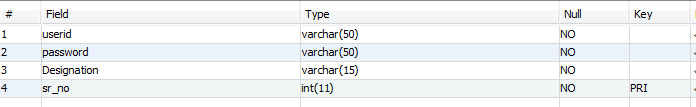 # Field Type Null Key
1 userid varchar(50) NO
2 password varchar(50) NO
3 Designation varchar(15) NO
4 sr_no int(11) NO PRI